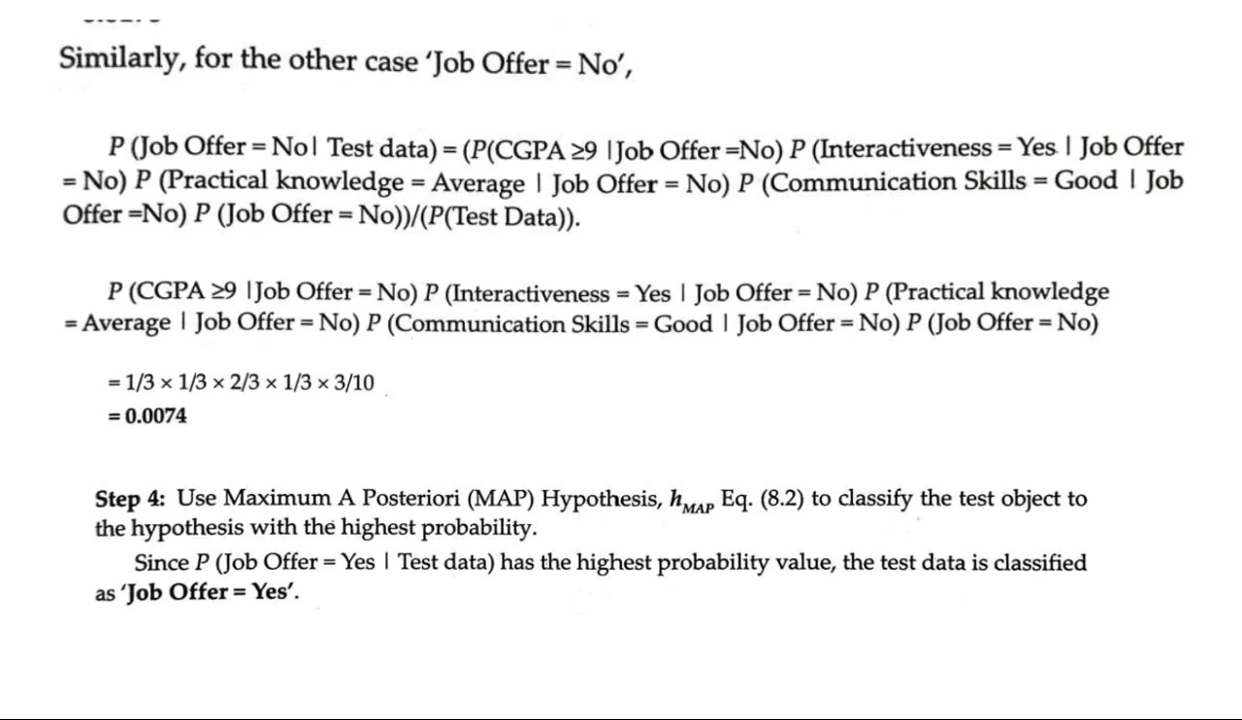 Similarly, for the other case ‘Job Offer = No’,
P (Job Offer = No| Test data) = (P(CGPA ≥9 |Job Offer =No) P (Interactiveness = Yes | Job Offer
= No) P (Practical knowledge = Average | Job Offer = No) P (Communication Skills = Good | Job
Offer =No) P (Job Offer = No))/(P(Test Data)).
P (CGPA ≥9 |Job Offer = No) P (Interactiveness = Yes | Job Offer = No) P (Practical knowledge
= Average | Job Offer = No) P (Communication Skills = Good | Job Offer = No) P (Job Offer = No)
= 1/3 × 1/3 × 2/3 × 1/3 × 3/10
= 0.0074
Step 4: Use Maximum A Posteriori (MAP) Hypothesis, hMAP Eq. (8.2) to classify the test object to
the hypothesis with the highest probability.
Since P (Job Offer = Yes | Test data) has the highest probability value, the test data is classified
as ‘Job Offer = Yes’.